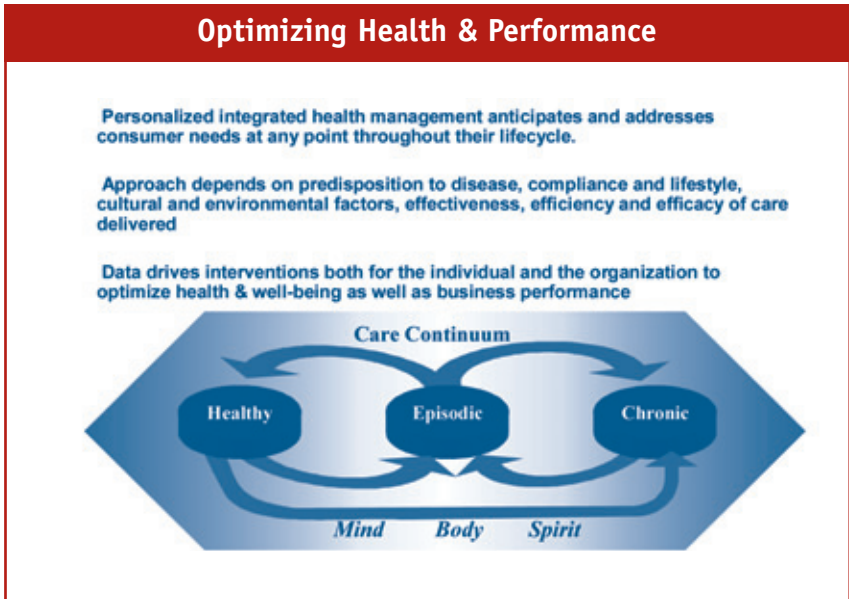 Optimizing Health & Performance
Personalized integrated health management anticipates and addresses
consumer needs at any point throughout their lifecycle.
Approach depends on predisposition to disease, compliance and lifestyle,
cultural and environmental factors, effectiveness, efficiency and efficacy of care
delivered
Data drives interventions both for the individual and the organization to
optimize health & well-being as well as business performance
Care Continuum
Healthy Episodic Chronic
Mind Body Spirit